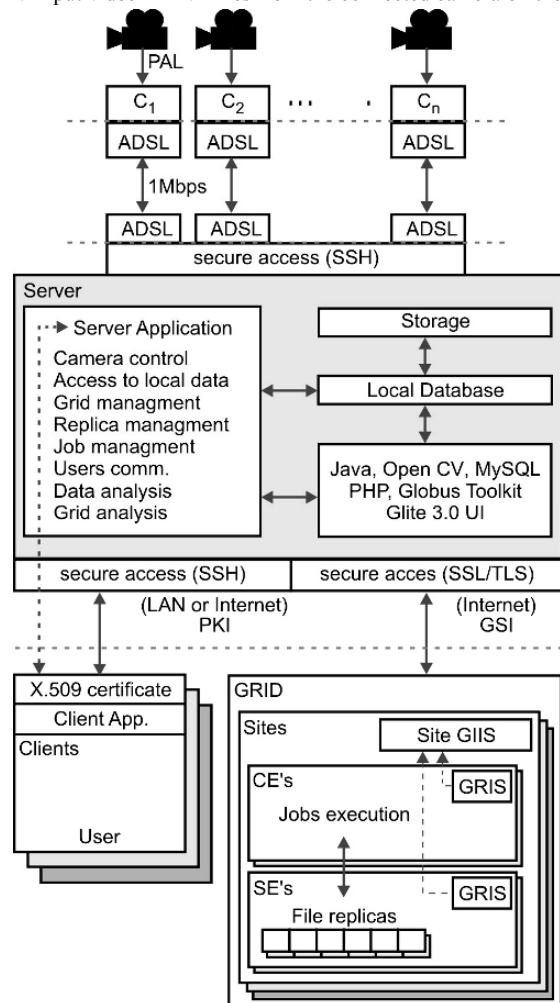 PAL
C1 C2 ... . Cn
ADSL ADSL ADSL
1Mbps
ADSL ADSL ADSL
secure access (SSH)
Server
Server Application
Camera control
Access to local data
Grid managment
Replica managment
Job managment
Users comm.
Data analysis
Grid analysis
Storage
Local Database
Java, Open CV, MySQL
PHP, Globus Toolkit
Glite 3.0 UI
secure access (SSH)
secure acces (SSL/TLS)
(LAN or Internet)
PKI
(Internet)
GSI
X.509 certificate
Client App.
Clients
User
GRID
Sites
Site GIIS
CE's
GRIS
Jobs execution
SE's
GRIS
File replicas